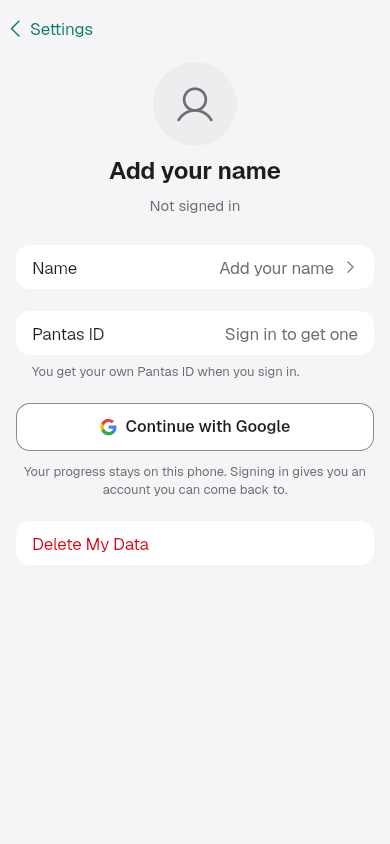 Settings
Add your name
Not signed in
Name Add your name
Pantas ID Sign in to get one
You get your own Pantas ID when you sign in.
Continue with Google
Your progress stays on this phone. Signing in gives you an
account you can come back to.
Delete My Data